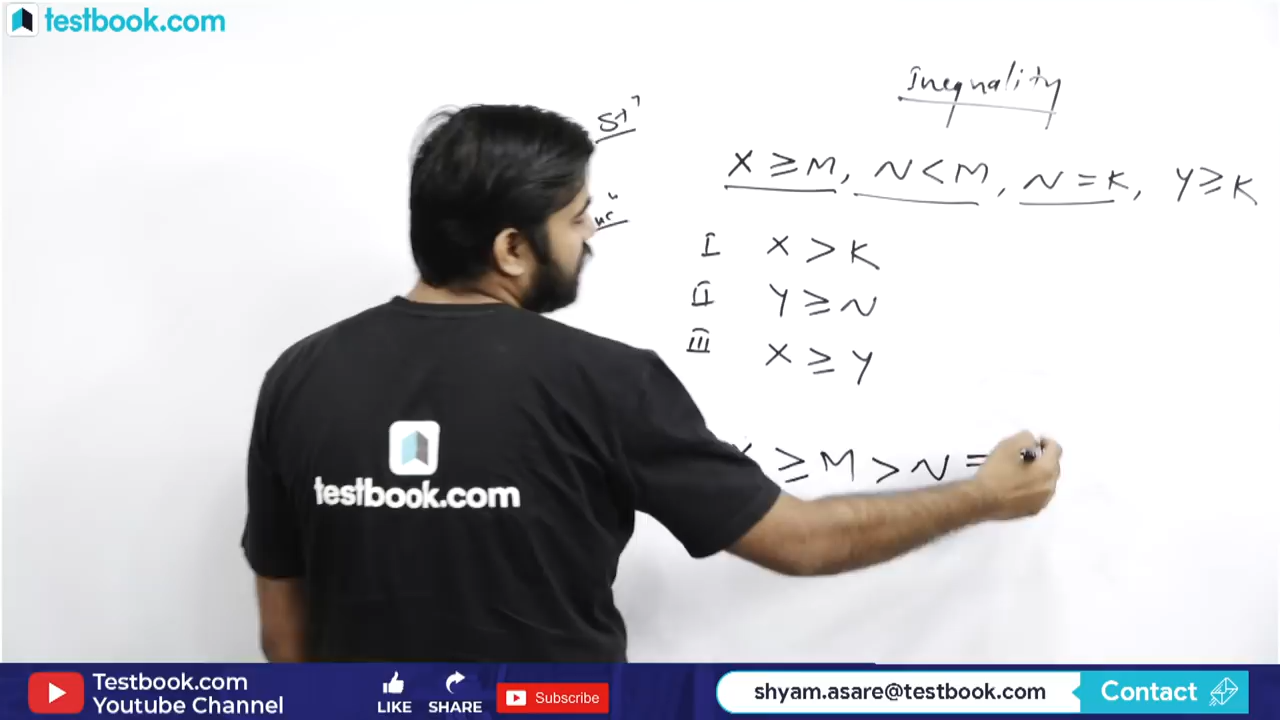 testbook.com
Inequality
X ≥ M, N < M, N = K, Y ≥ K
I X > K
II Y ≥ N
III X ≥ Y
≥ M > N =
testbook.com
Testbook.com
Youtube Channel
LIKE
SHARE
Subscribe
shyam.asare@testbook.com
Contact